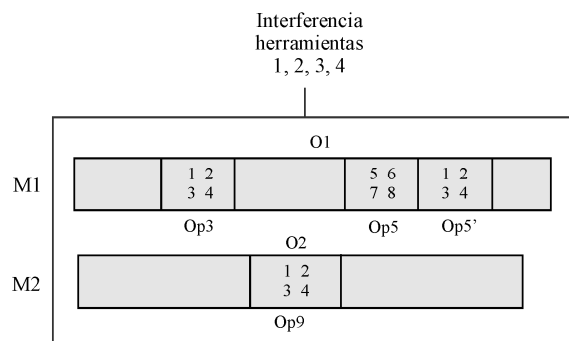 Interferencia
herramientas
1, 2, 3, 4
O1
M1
1 2
3 4
5 6
7 8
1 2
3 4
Op3
Op5
Op5'
O2
M2
1 2
3 4
Op9